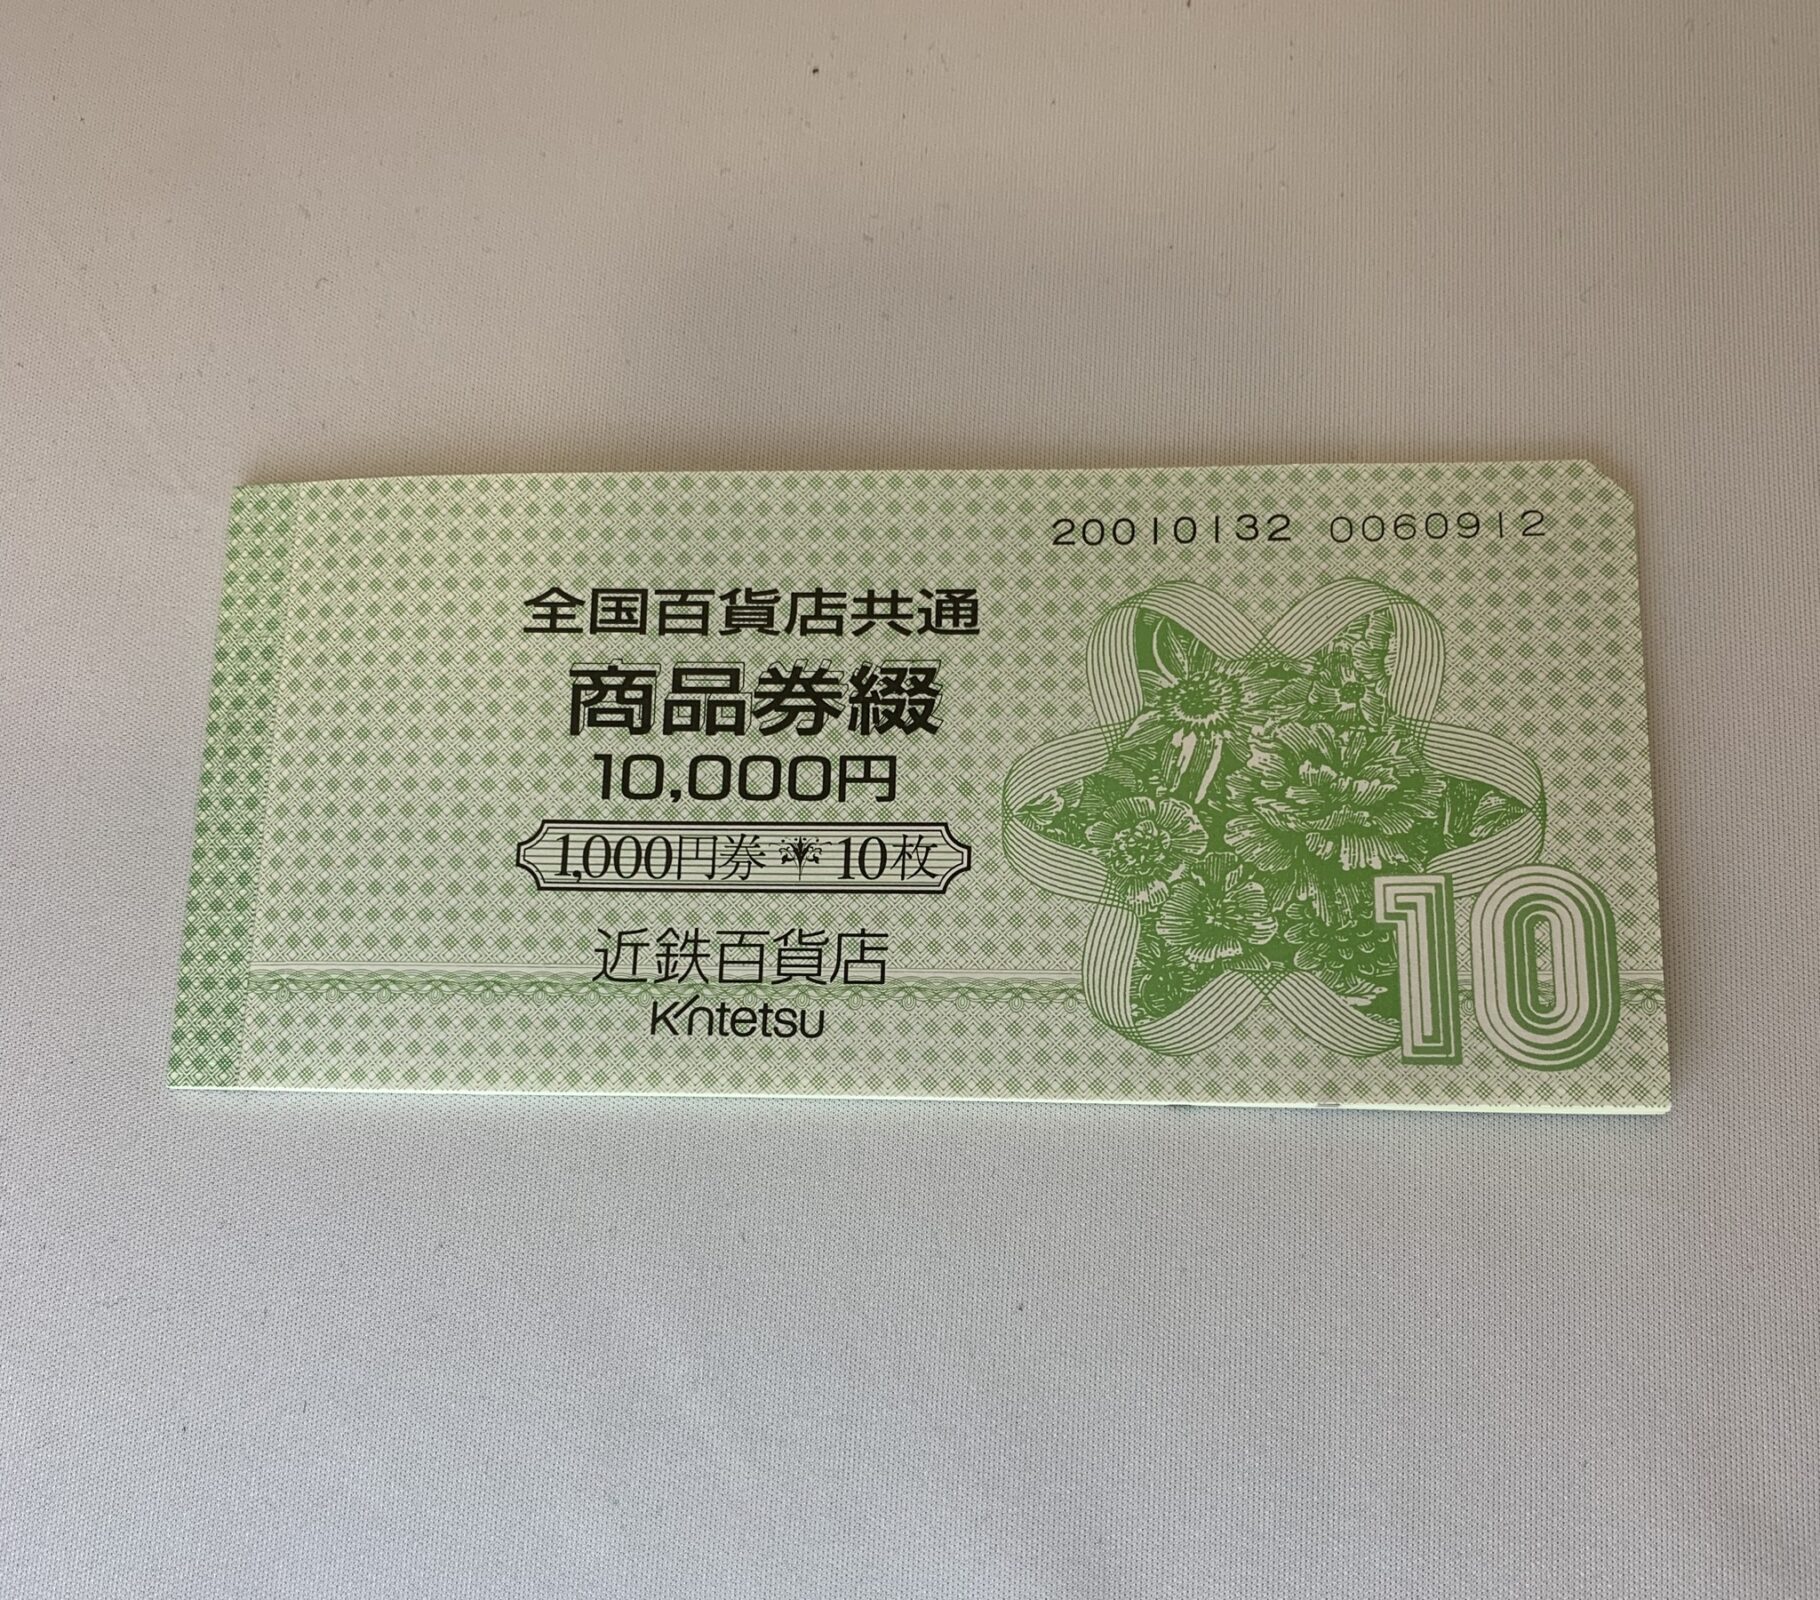 20010132 0060912
全国百貨店共通
商品券綴
10,000円
1,000円券 10枚
近鉄百貨店
Kintetsu
10